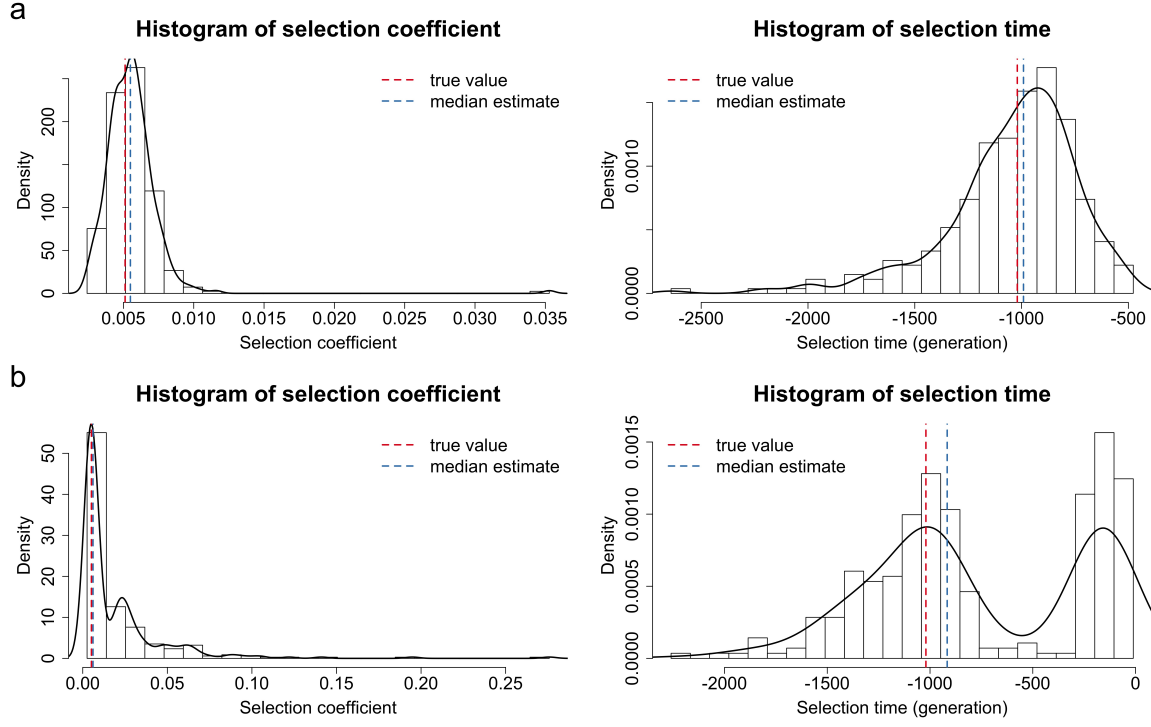 a
Histogram of selection coefficient
true value
median estimate
Density
0
50
100
200
0.005
0.010
0.015
0.020
0.025
0.030
0.035
Selection coefficient
Histogram of selection time
true value
median estimate
Density
0.0000
0.0010
-2500
-2000
-1500
-1000
-500
Selection time (generation)
b
Histogram of selection coefficient
true value
median estimate
Density
0
10
20
30
40
50
0.00
0.05
0.10
0.15
0.20
0.25
Selection coefficient
Histogram of selection time
true value
median estimate
Density
0.0000
0.0005
0.0010
0.0015
-2000
-1500
-1000
-500
0
Selection time (generation)